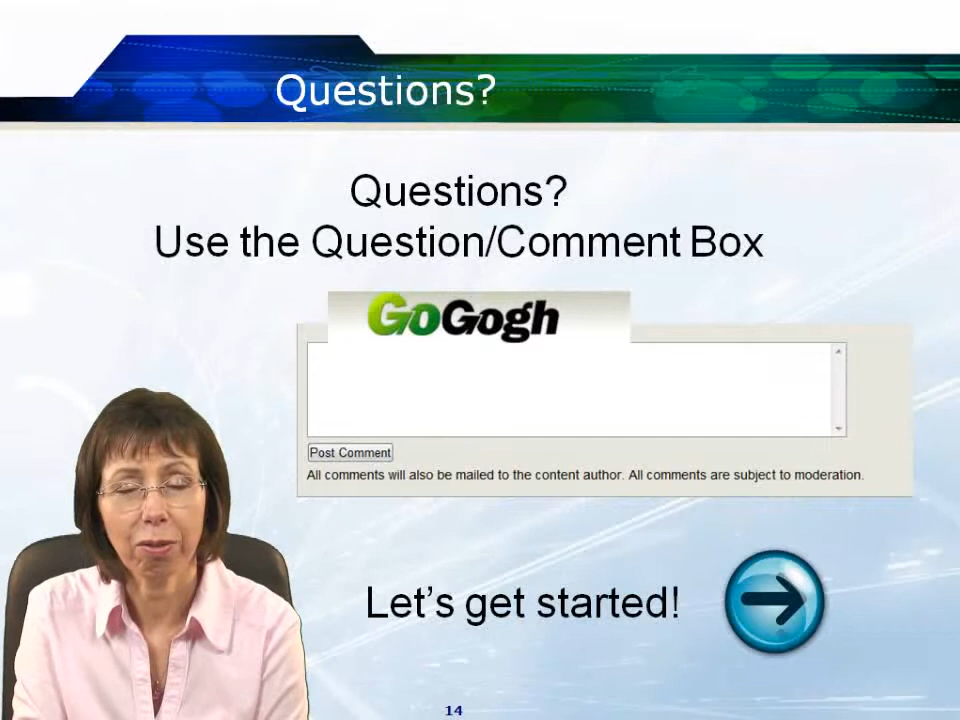 Questions?
Questions?
Use the Question/Comment Box
GoGogh
Post Comment
All comments will also be mailed to the content author. All comments are subject to moderation.
Let's get started!
14